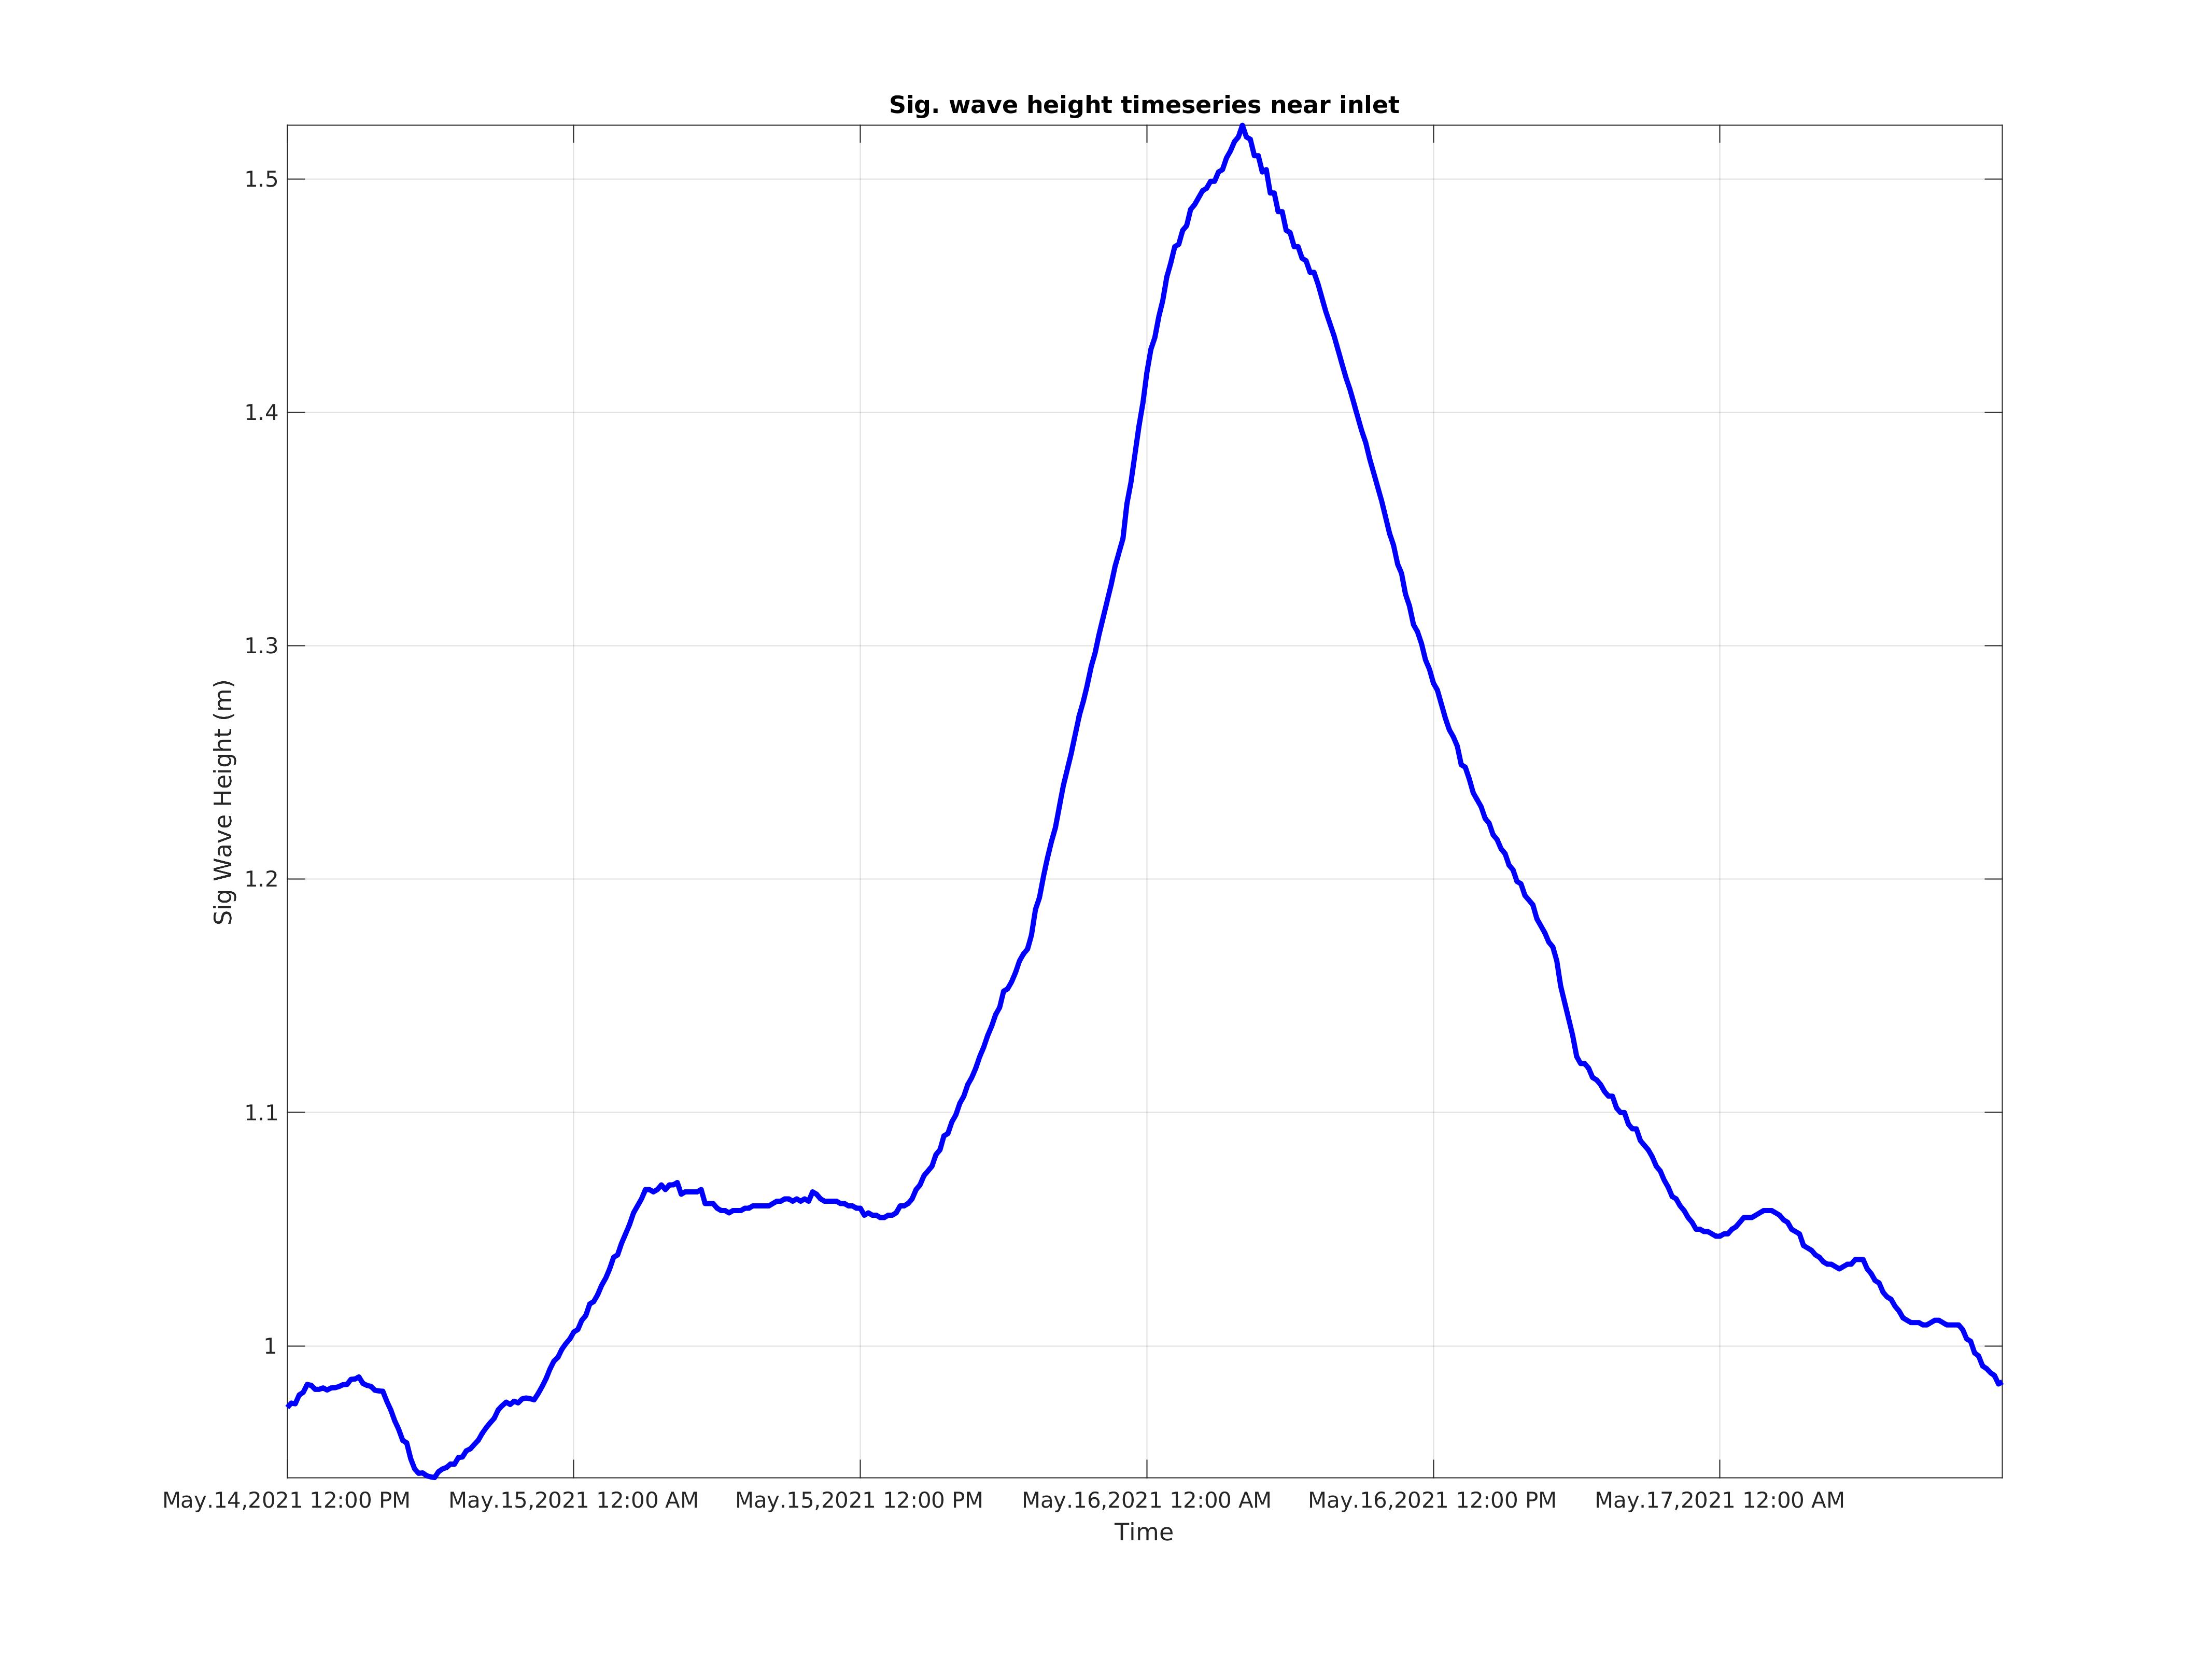 Sig. wave height timeseries near inlet
1.5
1.4
1.3
1.2
1.1
1
Sig Wave Height (m)
May.14,2021 12:00 PM May.15,2021 12:00 AM May.15,2021 12:00 PM May.16,2021 12:00 AM May.16,2021 12:00 PM May.17,2021 12:00 AM
Time